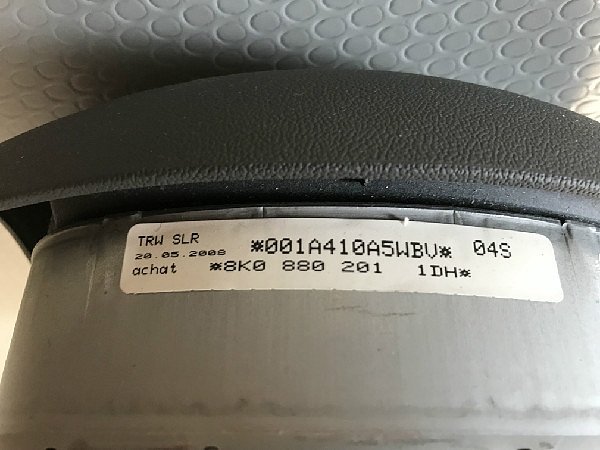 TRW SLR *001A410A5WBV* 04S
20.05.2008
achat *8K0 880 201 1DH*